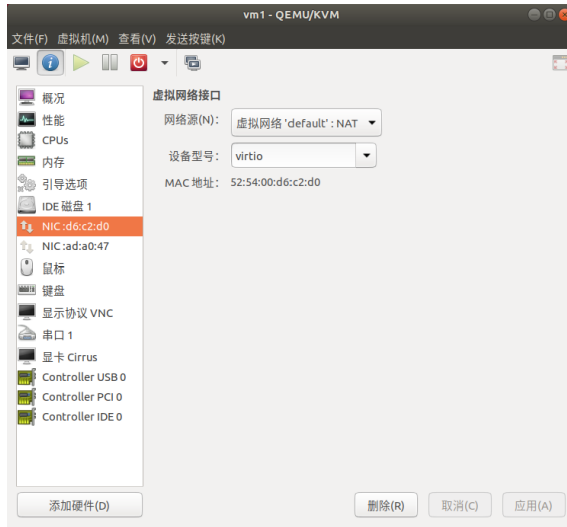 vm1 - QEMU/KVM
文件(F) 虚拟机(M) 查看(V) 发送按键(K)
概况
性能
CPUs
内存
引导选项
IDE 磁盘 1
NIC:d6:c2:d0
NIC:ad:a0:47
鼠标
键盘
显示协议 VNC
串口 1
显卡 Cirrus
Controller USB 0
Controller PCI 0
Controller IDE 0
添加硬件(D)
虚拟网络接口
网络源(N): 虚拟网络 'default' : NAT
设备型号: virtio
MAC 地址: 52:54:00:d6:c2:d0
删除(R) 取消(C) 应用(A)